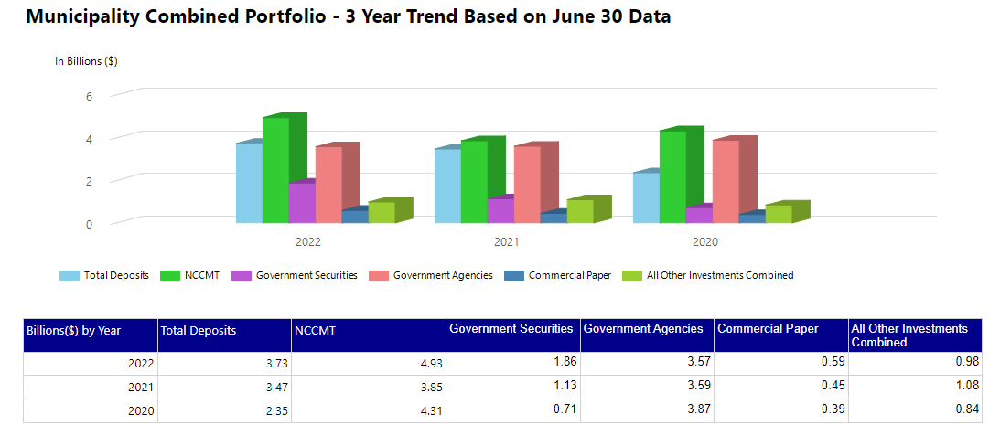 Municipality Combined Portfolio - 3 Year Trend Based on June 30 Data
In Billions ($)
6
4
2
0
2022 2021 2020
Total Deposits NCCMT Government Securities Government Agencies Commercial Paper All Other Investments Combined
Billions($) by Year Total Deposits NCCMT Government Securities Government Agencies Commercial Paper All Other Investments
Combined
2022 3.73 4.93 1.86 3.57 0.59 0.98
2021 3.47 3.85 1.13 3.59 0.45 1.08
2020 2.35 4.31 0.71 3.87 0.39 0.84